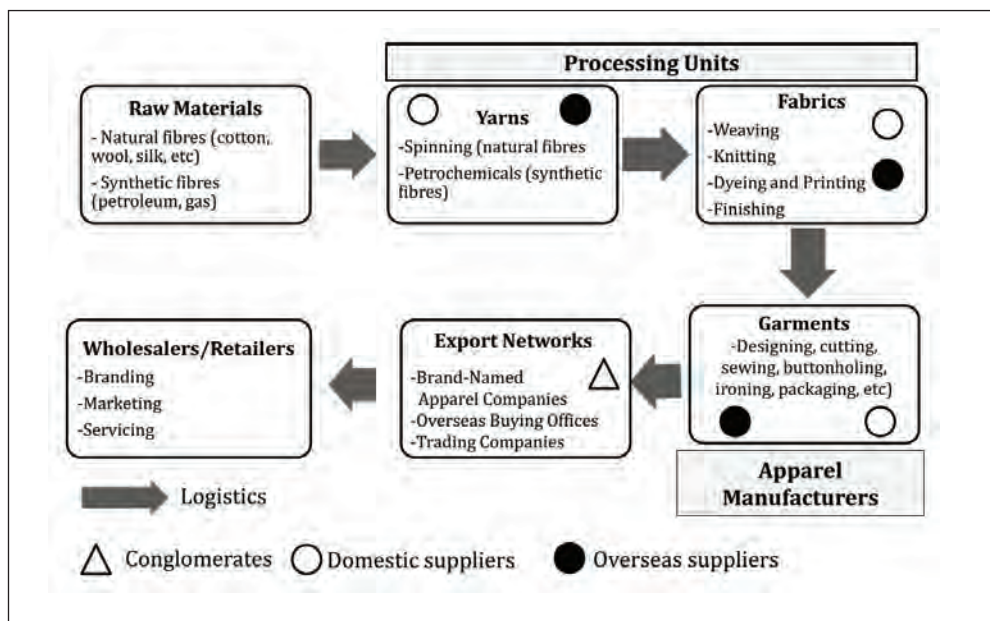 Processing Units
Raw Materials
- Natural fibres (cotton,
wool, silk, etc)
- Synthetic fibres
(petroleum, gas)
Yarns
-Spinning (natural fibres
-Petrochemicals (synthetic
fibres)
Fabrics
-Weaving
-Knitting
-Dyeing and Printing
-Finishing
Garments
-Designing, cutting,
sewing, buttonholing,
ironing, packaging, etc)
Apparel
Manufacturers
Export Networks
-Brand-Named
Apparel Companies
-Overseas Buying Offices
-Trading Companies
Wholesalers/Retailers
-Branding
-Marketing
-Servicing
Logistics
Conglomerates
Domestic suppliers
Overseas suppliers